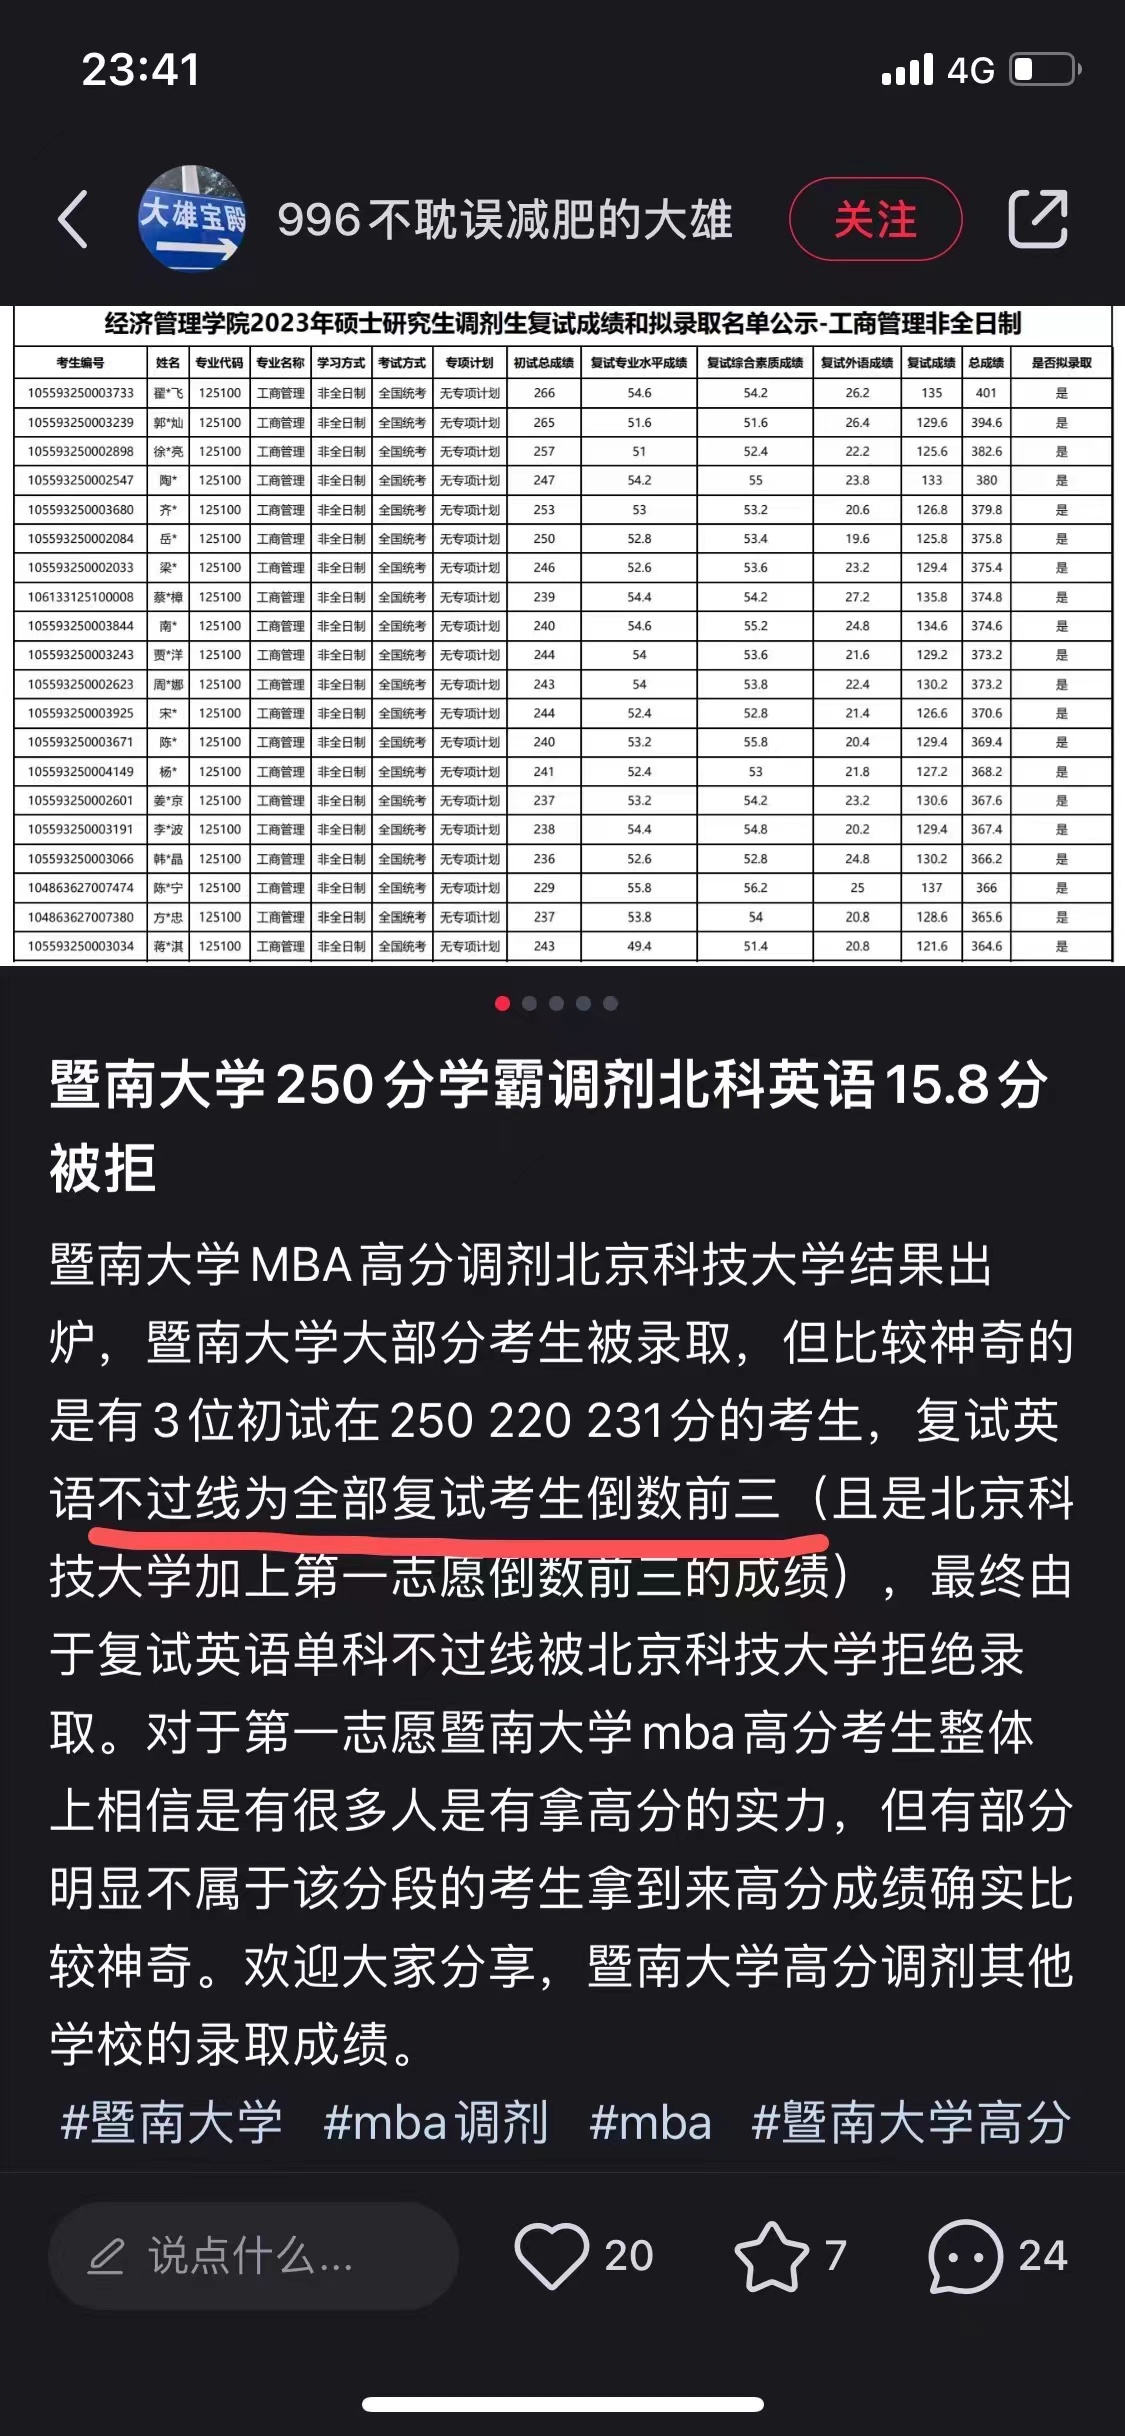 23:41
4G
大雄宝殿
996不耽误减肥的大雄
关注
经济管理学院2023年硕士研究生调剂生复试成绩和拟录取名单公示-工商管理非全日制
考生编号 姓名 专业代码 专业名称 学习方式 考试方式 专项计划 初试总成绩 复试专业水平成绩 复试综合素质成绩 复试外语成绩 复试成绩 总成绩 是否拟录取
105593250003733 翟*飞 125100 工商管理 非全日制 全国统考 无专项计划 266 54.6 54.2 26.2 135 401 是
105593250003239 郭*灿 125100 工商管理 非全日制 全国统考 无专项计划 265 51.6 51.6 26.4 129.6 394.6 是
105593250002898 徐*亮 125100 工商管理 非全日制 全国统考 无专项计划 257 51 52.4 22.2 125.6 382.6 是
105593250002547 陶* 125100 工商管理 非全日制 全国统考 无专项计划 247 54.2 55 23.8 133 380 是
105593250003680 齐* 125100 工商管理 非全日制 全国统考 无专项计划 253 53 53.2 20.6 126.8 379.8 是
105593250002084 岳* 125100 工商管理 非全日制 全国统考 无专项计划 250 52.8 53.4 19.6 125.8 375.8 是
105593250002033 梁* 125100 工商管理 非全日制 全国统考 无专项计划 246 52.6 53.6 23.2 129.4 375.4 是
106133125100008 蔡*樟 125100 工商管理 非全日制 全国统考 无专项计划 239 54.4 54.2 27.2 135.8 374.8 是
105593250003844 南* 125100 工商管理 非全日制 全国统考 无专项计划 240 54.6 55.2 24.8 134.6 374.6 是
105593250003243 贾*洋 125100 工商管理 非全日制 全国统考 无专项计划 244 54 53.6 21.6 129.2 373.2 是
105593250002623 周*娜 125100 工商管理 非全日制 全国统考 无专项计划 243 54 53.8 22.4 130.2 373.2 是
105593250003925 宋* 125100 工商管理 非全日制 全国统考 无专项计划 244 52.4 52.8 21.4 126.6 370.6 是
105593250003671 陈* 125100 工商管理 非全日制 全国统考 无专项计划 240 53.2 55.8 20.4 129.4 369.4 是
105593250004149 杨* 125100 工商管理 非全日制 全国统考 无专项计划 241 52.4 53 21.8 127.2 368.2 是
105593250002601 姜*京 125100 工商管理 非全日制 全国统考 无专项计划 237 53.2 54.2 23.2 130.6 367.6 是
105593250003191 李*波 125100 工商管理 非全日制 全国统考 无专项计划 238 54.4 54.8 20.2 129.4 367.4 是
105593250003066 韩*晶 125100 工商管理 非全日制 全国统考 无专项计划 236 52.6 52.8 24.8 130.2 366.2 是
104863627007474 陈*宁 125100 工商管理 非全日制 全国统考 无专项计划 229 55.8 56.2 25 137 366 是
104863627007380 方*忠 125100 工商管理 非全日制 全国统考 无专项计划 237 53.8 54 20.8 128.6 365.6 是
105593250003034 蒋*淇 125100 工商管理 非全日制 全国统考 无专项计划 243 49.4 51.4 20.8 121.6 364.6 是
暨南大学250分学霸调剂北科英语15.8分
被拒
暨南大学MBA高分调剂北京科技大学结果出
炉，暨南大学大部分考生被录取，但比较神奇的
是有3位初试在250 220 231分的考生，复试英
语不过线为全部复试考生倒数前三（且是北京科
技大学加上第一志愿倒数前三的成绩），最终由
于复试英语单科不过线被北京科技大学拒绝录
取。对于第一志愿暨南大学mba高分考生整体
上相信是有很多人是有拿高分的实力，但有部分
明显不属于该分段的考生拿到来高分成绩确实比
较神奇。欢迎大家分享，暨南大学高分调剂其他
学校的录取成绩。
#暨南大学 #mba调剂 #mba #暨南大学高分
说点什么... 20 7 24